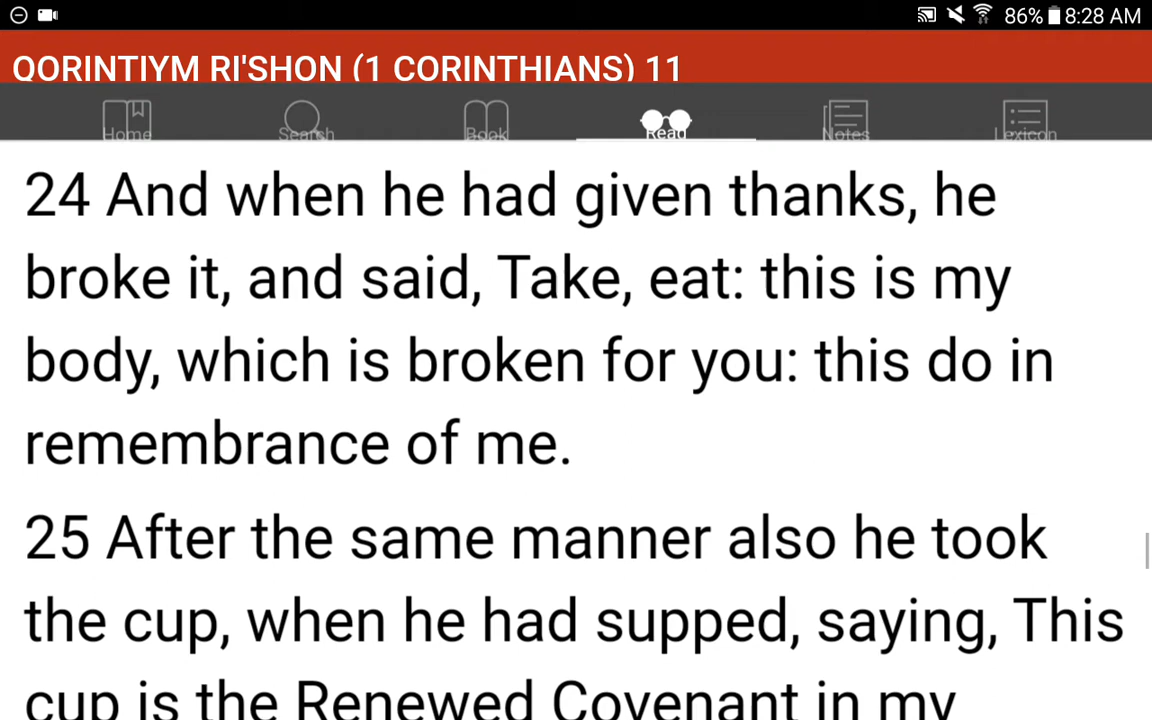 86% 8:28 AM
QORINTIYM RI'SHON (1 CORINTHIANS) 11
Home Search Book Read Notes Lexicon
24 And when he had given thanks, he
broke it, and said, Take, eat: this is my
body, which is broken for you: this do in
remembrance of me.
25 After the same manner also he took
the cup, when he had supped, saying, This
cup is the Renewed Covenant in my